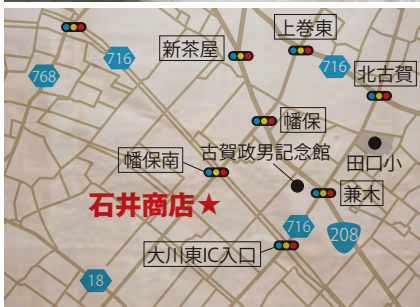 上巻東
新茶屋
716
716
768
北古賀
幡保
田口小
幡保南
古賀政男記念館
兼木
石井商店★
716
208
大川東IC入口
18